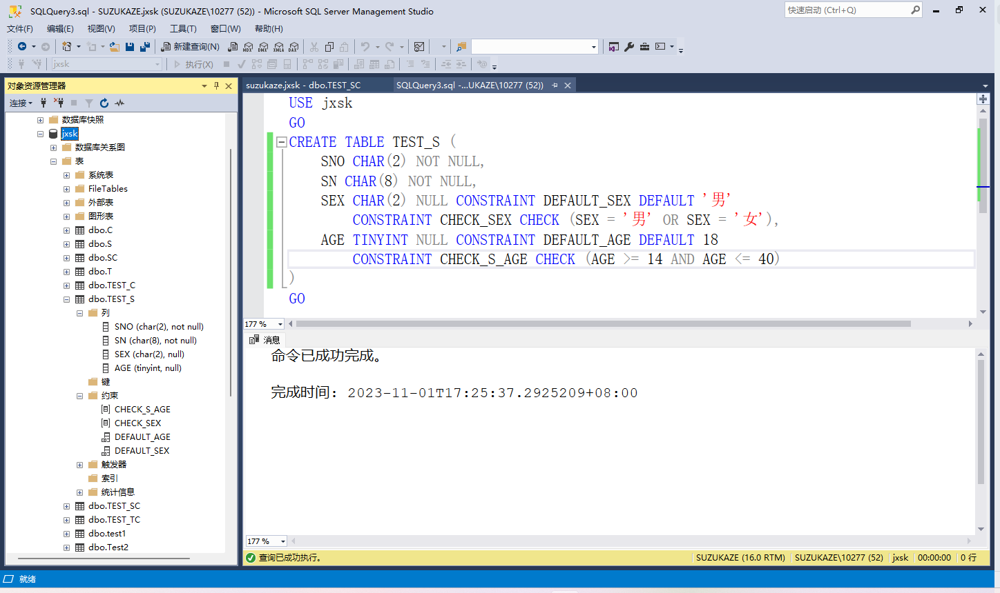 SQLQuery3.sql - SUZUKAZE.jxsk (SUZUKAZE\10277 (52)) - Microsoft SQL Server Management Studio
快速启动 (Ctrl+Q)
文件(F) 编辑(E) 视图(V) 项目(P) 工具(T) 窗口(W) 帮助(H)
新建查询(N) MDX DMX XMLA DAX
jxsk 执行(X)
对象资源管理器
连接
数据库快照
jxsk
数据库关系图
表
系统表
FileTables
外部表
图形表
dbo.C
dbo.S
dbo.SC
dbo.T
dbo.TEST_C
dbo.TEST_S
列
SNO (char(2), not null)
SN (char(8), not null)
SEX (char(2), null)
AGE (tinyint, null)
键
约束
CHECK_S_AGE
CHECK_SEX
DEFAULT_AGE
DEFAULT_SEX
触发器
索引
统计信息
dbo.TEST_SC
dbo.TEST_TC
dbo.test1
dbo.Test2
suzukaze.jxsk - dbo.TEST_SC SQLQuery3.sql -...UKAZE\10277 (52))
USE jxsk
GO
CREATE TABLE TEST_S (
SNO CHAR(2) NOT NULL,
SN CHAR(8) NOT NULL,
SEX CHAR(2) NULL CONSTRAINT DEFAULT_SEX DEFAULT '男'
CONSTRAINT CHECK_SEX CHECK (SEX = '男' OR SEX = '女'),
AGE TINYINT NULL CONSTRAINT DEFAULT_AGE DEFAULT 18
CONSTRAINT CHECK_S_AGE CHECK (AGE >= 14 AND AGE <= 40)
)
GO
177 %
消息
命令已成功完成。
完成时间: 2023-11-01T17:25:37.2925209+08:00
177 %
查询已成功执行。 SUZUKAZE (16.0 RTM) SUZUKAZE\10277 (52) jxsk 00:00:00 0 行
就绪